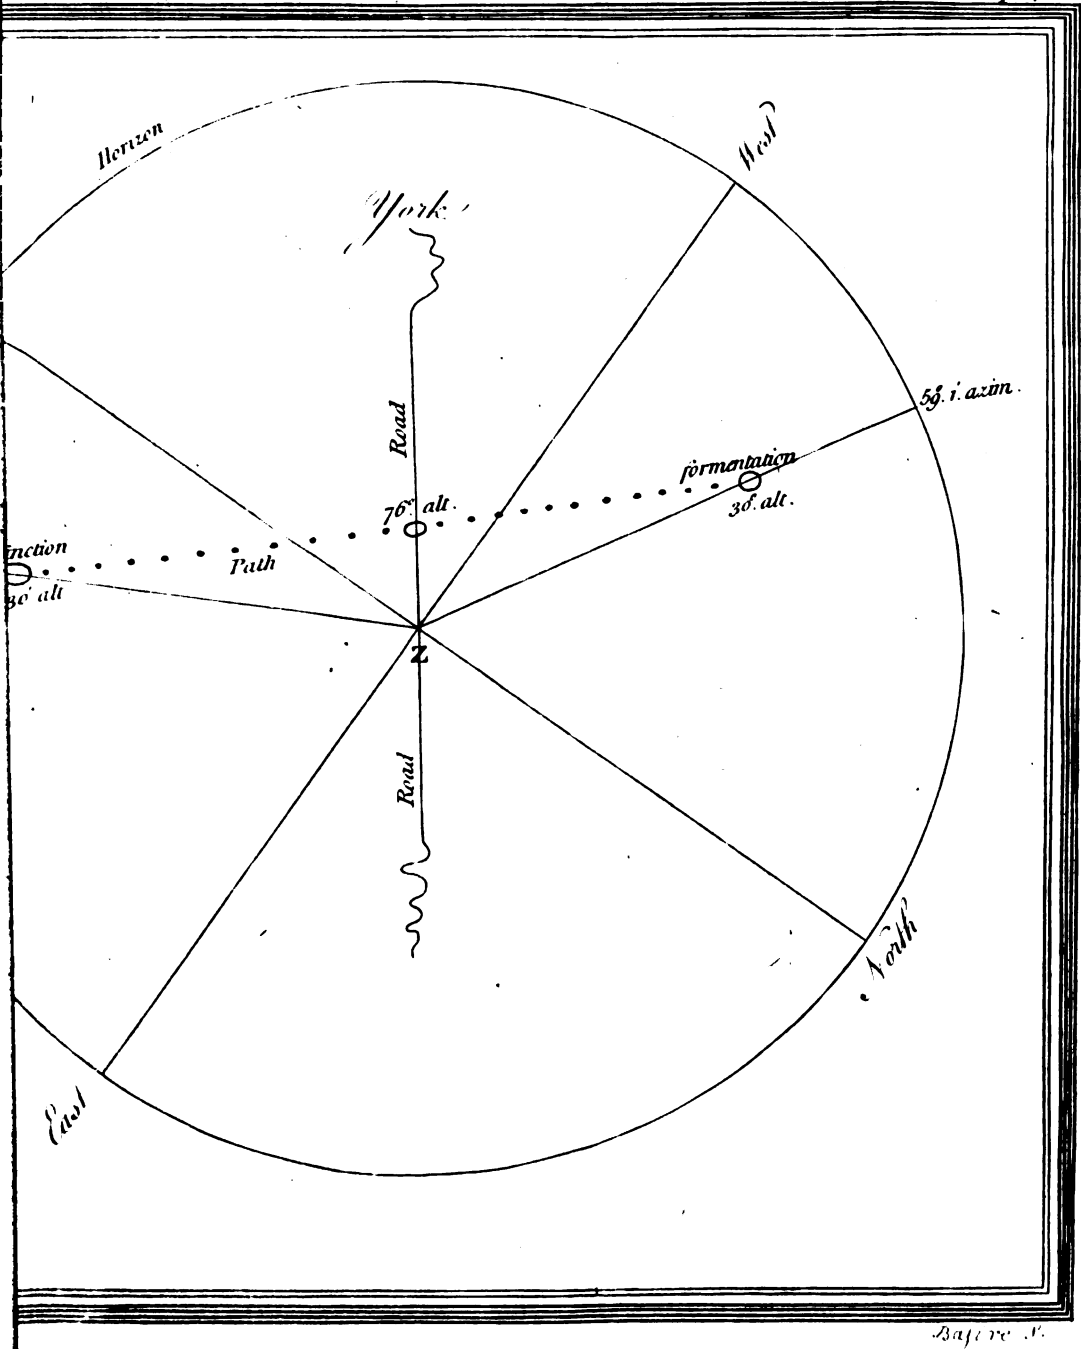 Horizon
West
York
Road
59°. 1'. azim.
formentation
30°. alt.
76°. alt.
inction
30° alt
Path
Z
Road
North
East
Basire S.